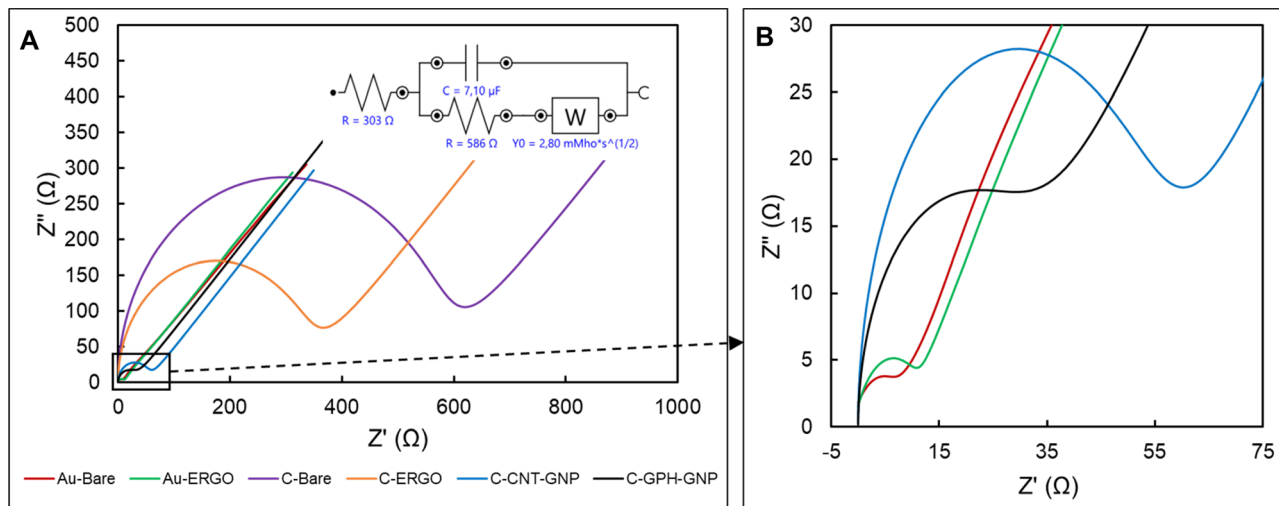 A
500
450
400
350
300
250
200
150
100
50
0
Z" (Ω)
C = 7,10 µF
C
R = 303 Ω
W
R = 586 Ω
Y0 = 2,80 mMho*s^(1/2)
0
200
400
600
800
1000
Z' (Ω)
Au-Bare
Au-ERGO
C-Bare
C-ERGO
C-CNT-GNP
C-GPH-GNP
B
30
25
20
15
10
5
0
Z" (Ω)
-5
15
35
55
75
Z' (Ω)